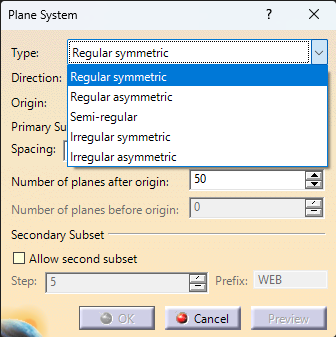 Plane System ? ×
Type: Regular symmetric
Direction: Regular symmetric
Regular asymmetric
Origin: Semi-regular
Primary Su Irregular symmetric
Spacing: Irregular asymmetric
Number of planes after origin: 50
Number of planes before origin: 0
Secondary Subset
Allow second subset
Step: 5 Prefix: WEB
OK Cancel Preview